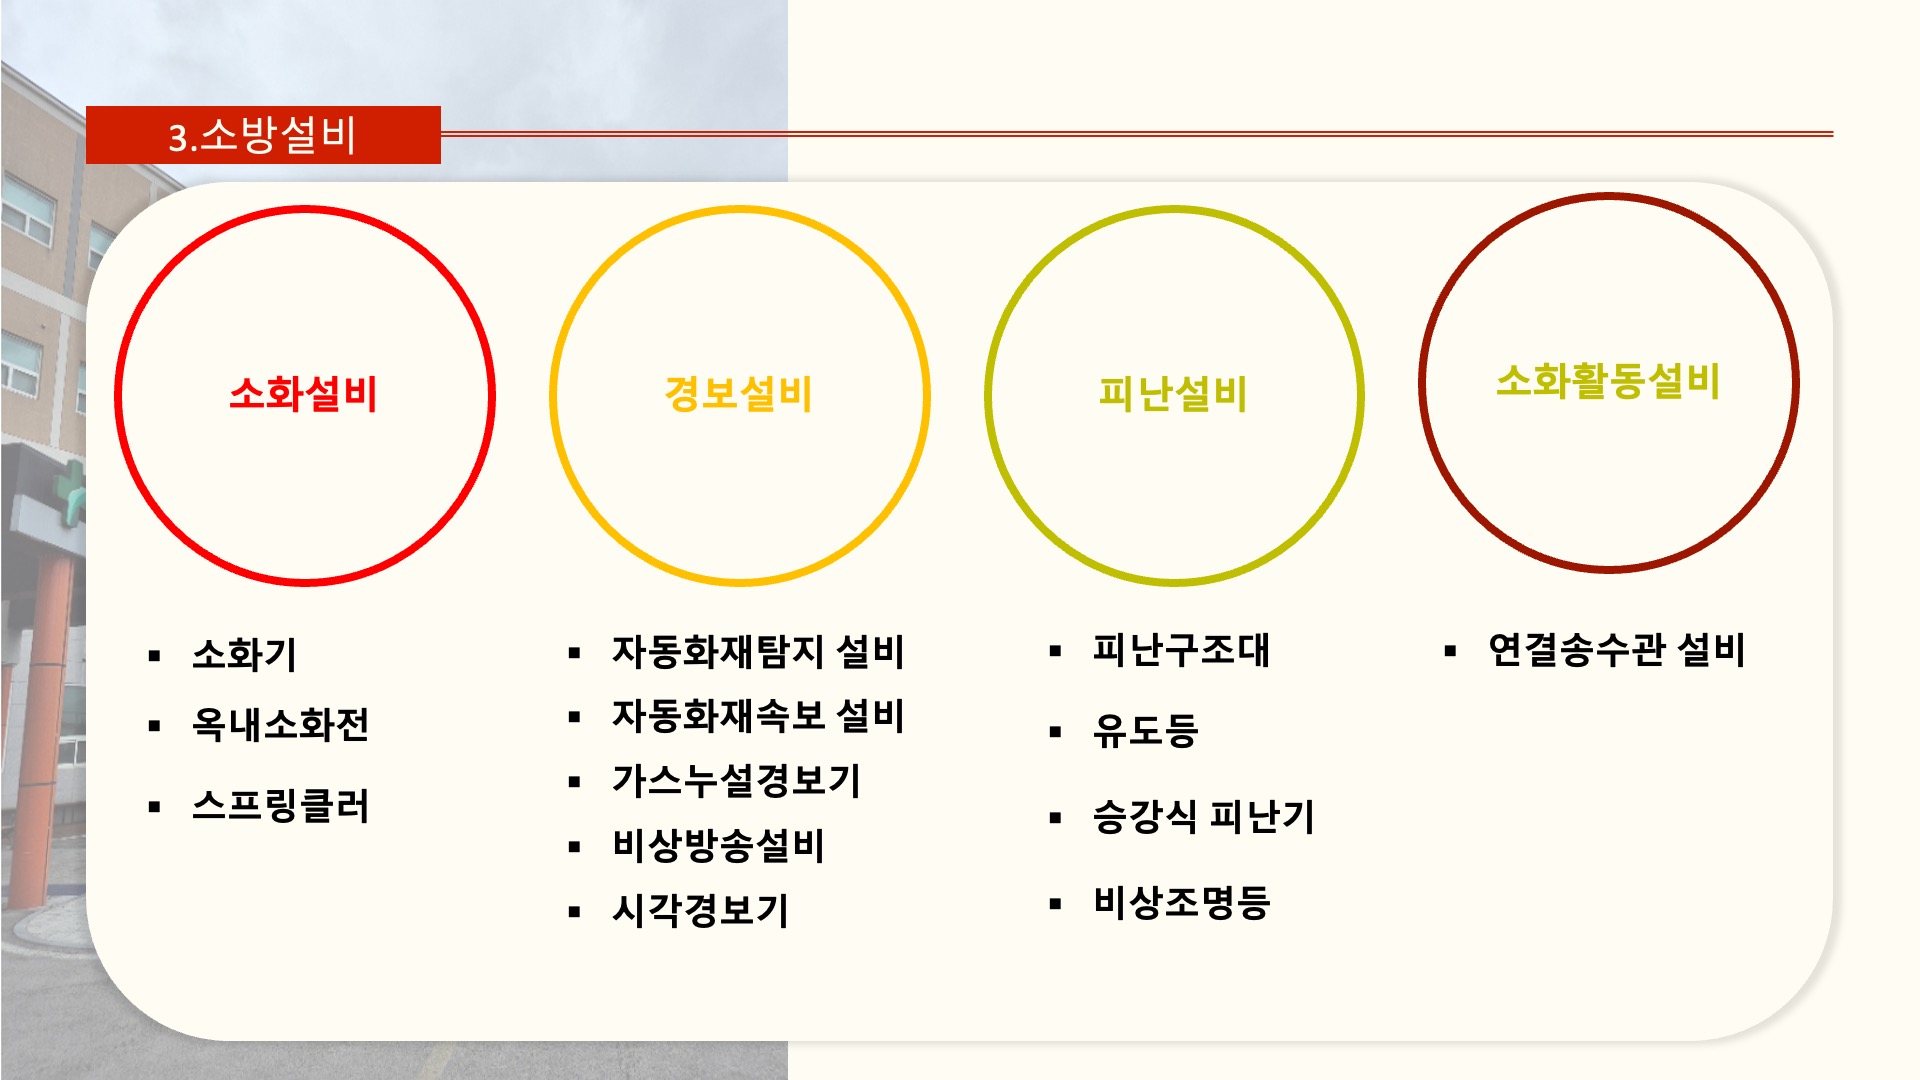 3.소방설비
소화설비
소화기
옥내소화전
스프링클러
경보설비
자동화재탐지 설비
자동화재속보 설비
가스누설경보기
비상방송설비
시각경보기
피난설비
피난구조대
유도등
승강식 피난기
비상조명등
소화활동설비
연결송수관 설비